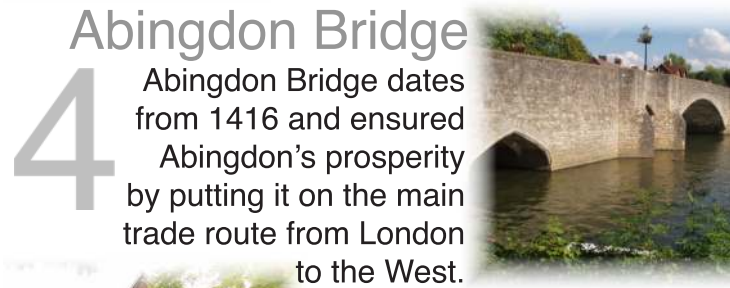 Abingdon Bridge
4
Abingdon Bridge dates
from 1416 and ensured
Abingdon's prosperity
by putting it on the main
trade route from London
to the West.